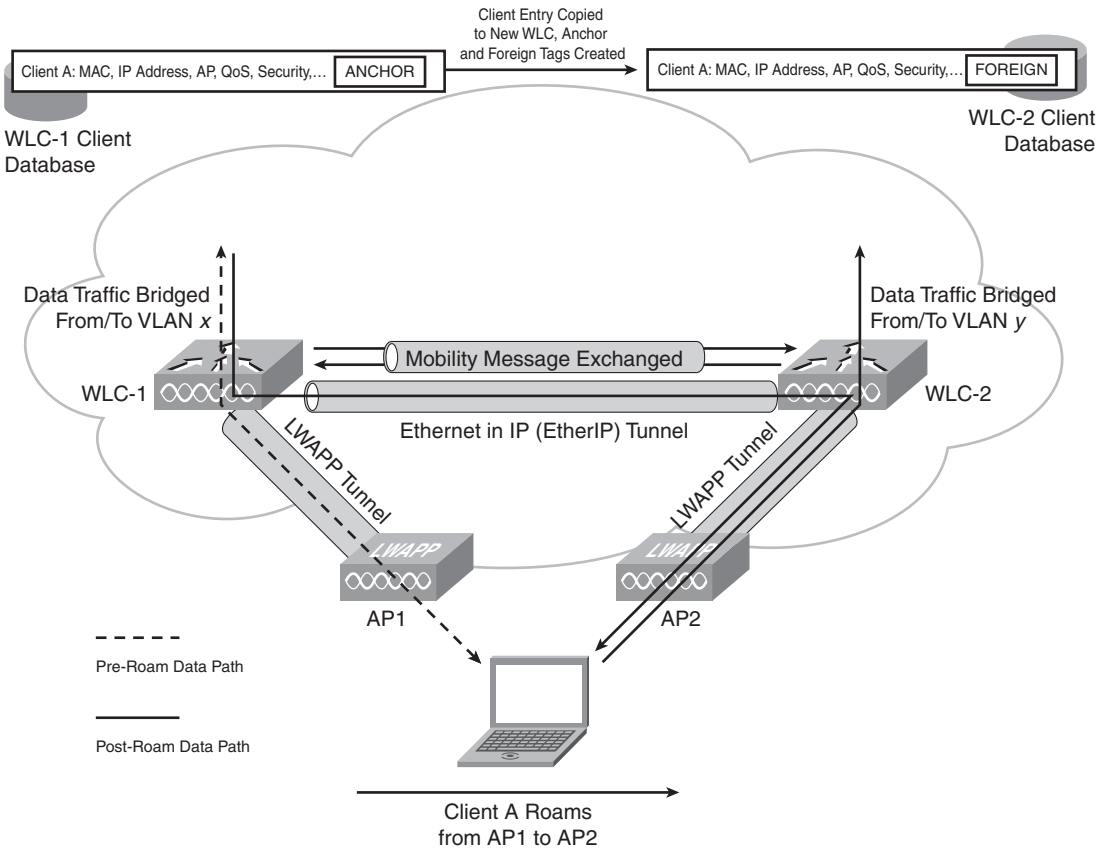 Client Entry Copied
to New WLC, Anchor
and Foreign Tags Created
Client A: MAC, IP Address, AP, QoS, Security,... ANCHOR
Client A: MAC, IP Address, AP, QoS, Security,... FOREIGN
WLC-1 Client
Database
WLC-2 Client
Database
Data Traffic Bridged
From/To VLAN x
Data Traffic Bridged
From/To VLAN y
Mobility Message Exchanged
WLC-1
WLC-2
Ethernet in IP (EtherIP) Tunnel
LWAPP Tunnel
LWAPP Tunnel
LWAPP
LWAPP
AP1
AP2
Pre-Roam Data Path
Post-Roam Data Path
Client A Roams
from AP1 to AP2